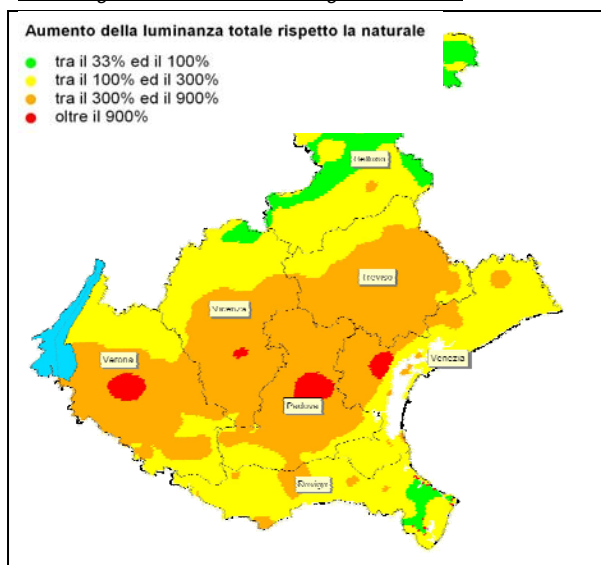 Aumento della luminanza totale rispetto la naturale
tra il 33% ed il 100%
tra il 100% ed il 300%
tra il 300% ed il 900%
oltre il 900%
Belluno
Treviso
Vicenza
Verona
Venezia
Padova
Rovigo